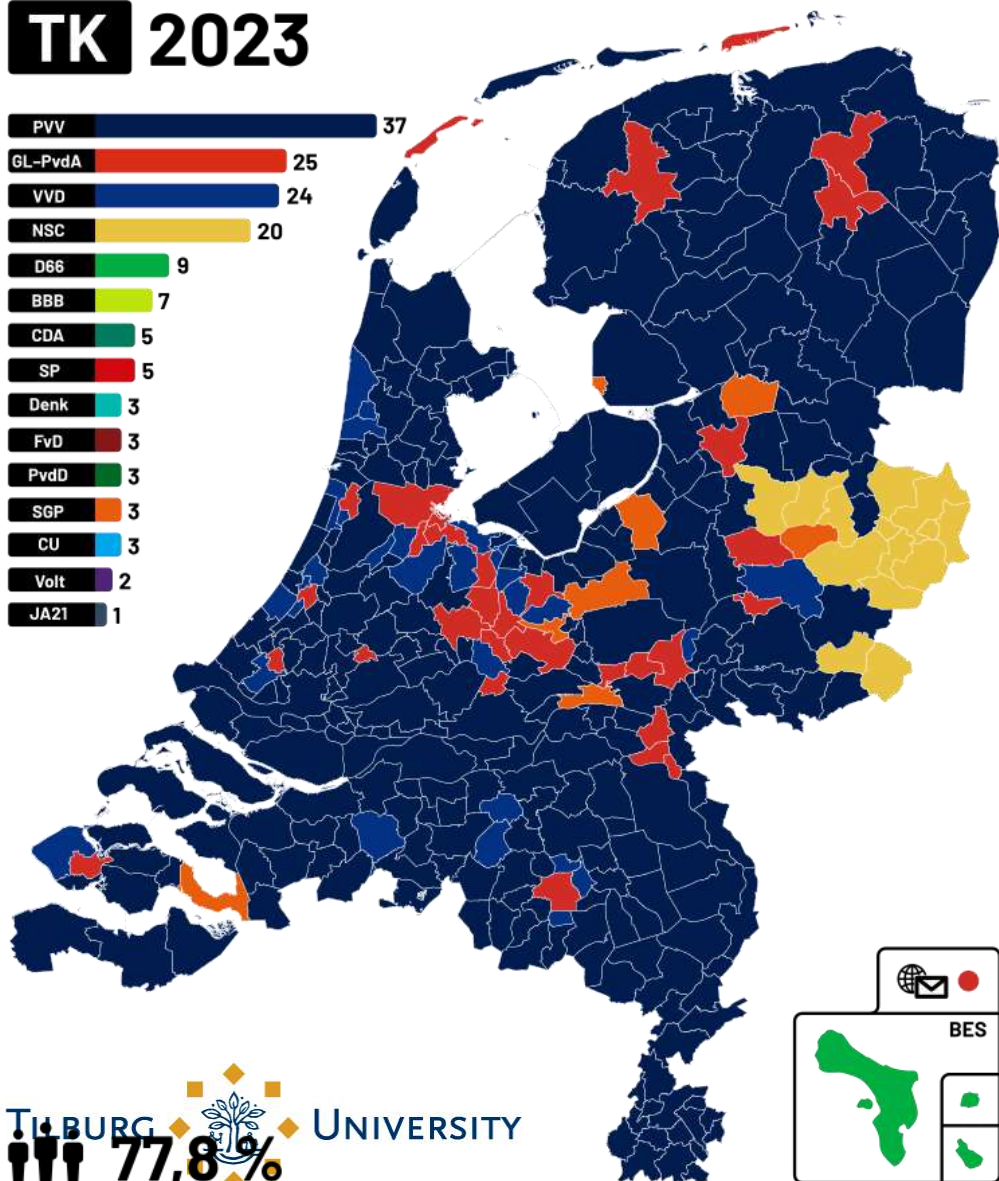 TK 2023
PVV 37
GL-PvdA 25
VVD 24
NSC 20
D66 9
BBB 7
CDA 5
SP 5
Denk 3
FvD 3
PvdD 3
SGP 3
CU 3
Volt 2
JA21 1
BES
TILBURG UNIVERSITY
77,8 %